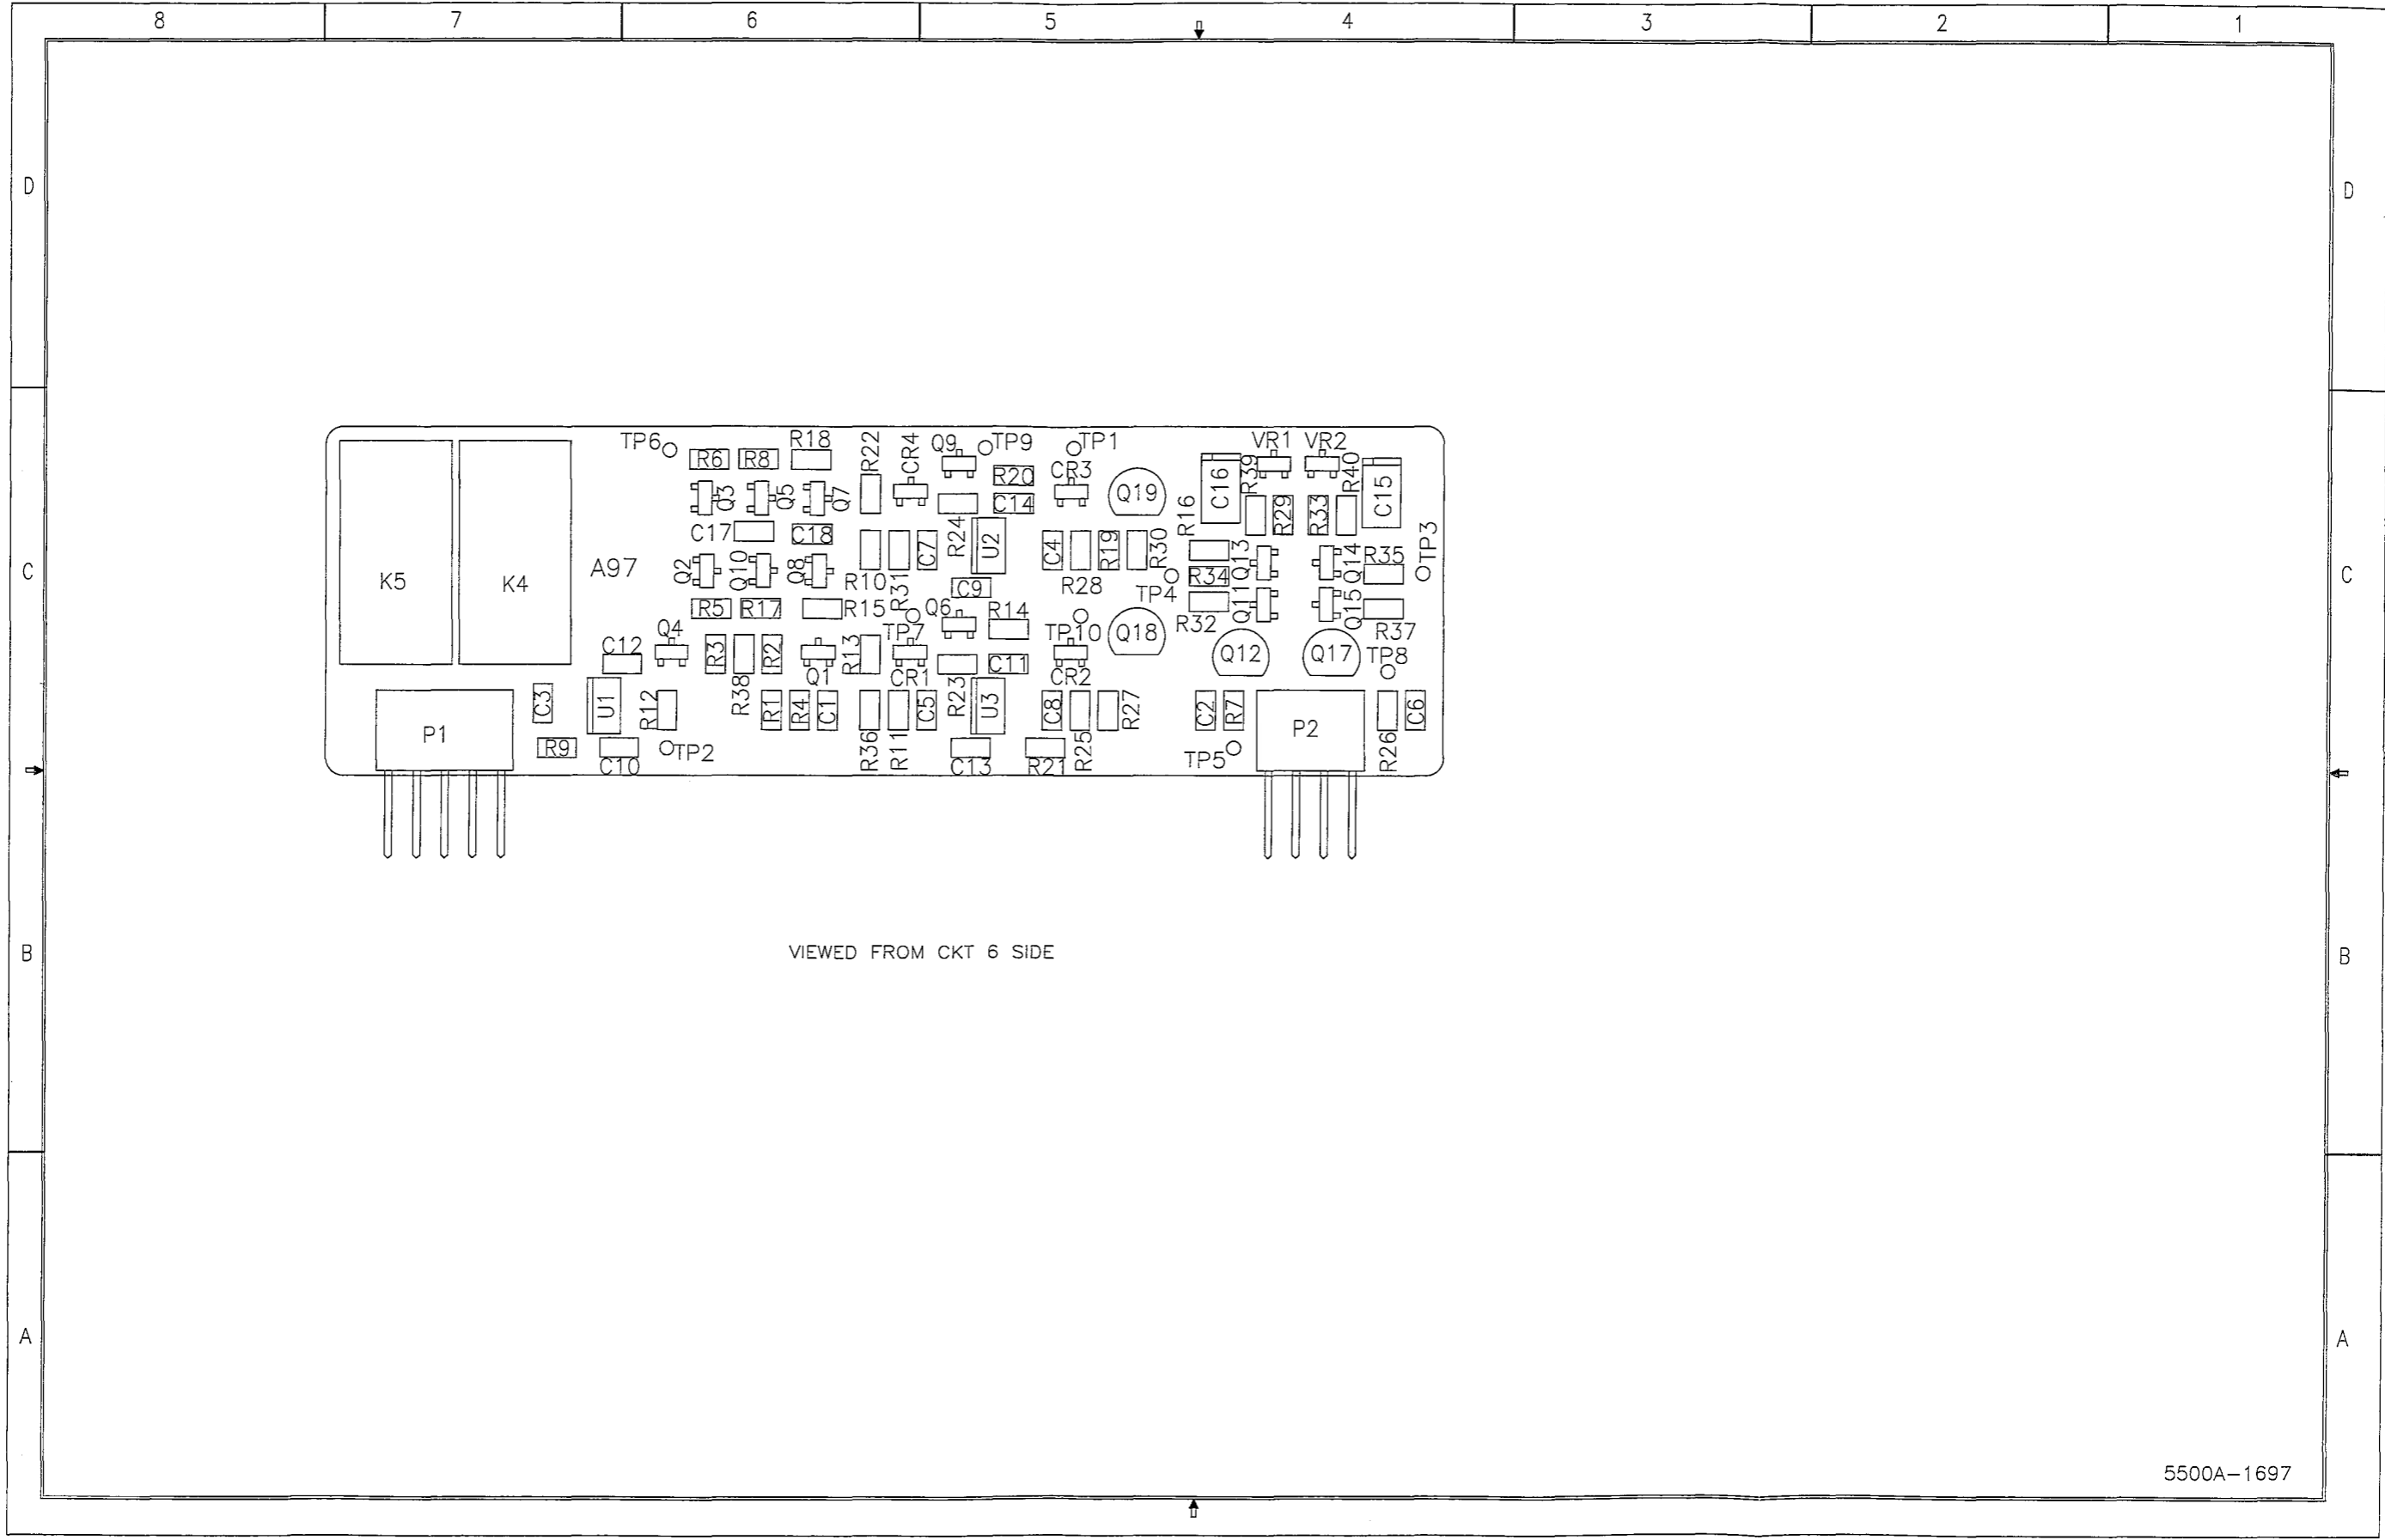 8 7 6 5 4 3 2 1
D D
TP6 R18 R22 CR4 Q9 TP9 TP1 VR1 VR2
R6 R8 R20 CR3 R39 R40
Q3 Q5 Q7 C14 Q19 C16 C15
C17 C18 R24 U2 R16 R29 R33 TP3
C7 C4 R19 R30 Q13 Q14 R35
C K5 K4 A97 Q2 Q10 Q8 R10 R31 C9 R28 TP4 R34 C
R5 R17 R15 Q6 R14 R32 Q11 Q15 R37
C12 Q4 TP7 TP10 Q18
R3 R2 R13 C11 Q12 Q17 TP8
R38 Q1 CR1 R23 CR2
C3 U1 R12 R1 R4 C1 C5 U3 C8 R27 C2 R7 C6
P1 P2
R9 TP2 R36 R11 R25 TP5 R26
C10 C13 R21
B VIEWED FROM CKT 6 SIDE B
A A
5500A-1697